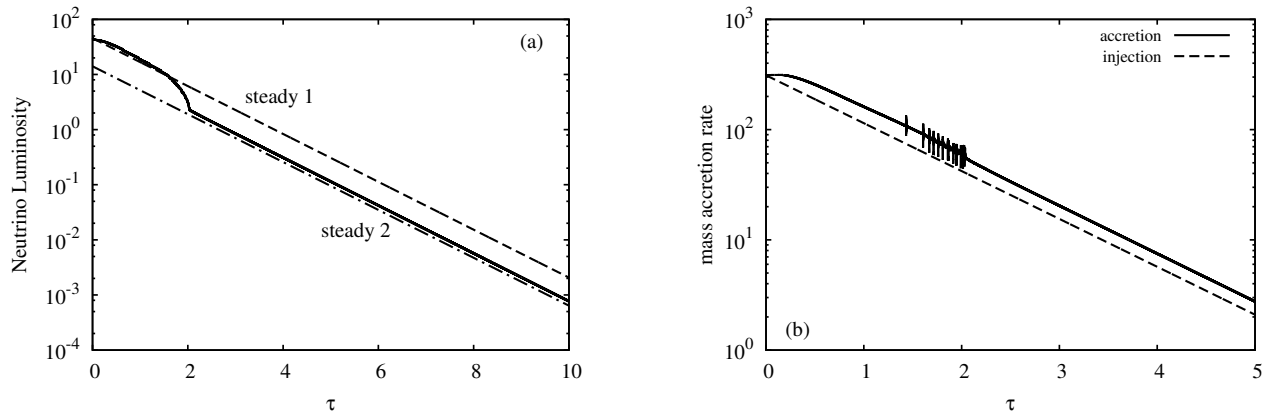 Neutrino Luminosity
10^2
10^1
10^0
10^-1
10^-2
10^-3
10^-4
(a)
steady 1
steady 2
0 2 4 6 8 10
τ
mass accretion rate
10^3
10^2
10^1
10^0
accretion
injection
(b)
0 1 2 3 4 5
τ